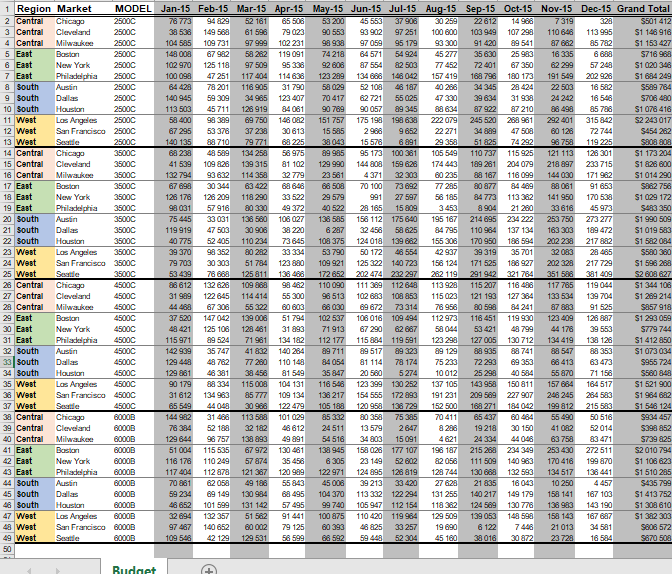 1 Region Market MODEL Jan-15 Feb-15 Mar-15 Apr-15 May-15 Jun-15 Jul-15 Aug-15 Sep-15 Oct-15 Nov-15 Dec-15 Grand Total
2 Central Chicago 2500C 76 773 94 829 52 161 65 506 53 200 45 553 37 906 30 259 22 612 14 966 7 319 328 $501 412
3 Central Cleveland 2500C 38 536 149 568 61 596 79 023 90 553 93 902 97 251 100 600 103 949 107 298 110 646 113 995 $1 146 916
4 Central Milwaukee 2500C 104 585 109 731 97 999 102 231 98 938 97 059 95 179 93 300 91 420 89 541 87 662 85 782 $1 153 427
5 East Boston 2500C 148 008 67 982 58 262 119 091 74 218 64 571 54 924 45 277 35 630 25 983 16 335 6 688 $716 968
6 East New York 2500C 102 970 125 118 97 509 95 336 92 606 87 554 82 503 77 452 72 401 67 350 62 299 57 248 $1 020 346
7 East Philadelphia 2500C 100 098 47 251 117 404 114 636 123 289 134 666 146 042 157 419 168 796 180 173 191 549 202 926 $1 684 249
8 South Austin 2500C 64 428 78 201 116 905 31 790 58 029 52 108 46 187 40 266 34 345 28 424 22 503 16 582 $589 764
9 South Dallas 2500C 140 945 59 309 34 965 123 407 70 417 62 721 55 025 47 330 39 634 31 938 24 242 16 546 $706 480
10 South Houston 2500C 113 503 45 711 126 919 84 061 90 769 90 057 89 345 88 634 87 922 87 210 86 498 85 786 $1 076 416
11 West Los Angeles 2500C 58 400 98 389 69 750 146 082 151 757 175 198 198 638 222 079 245 520 268 961 292 401 315 842 $2 243 017
12 West San Francisco 2500C 67 295 53 376 37 238 30 613 15 585 2 966 9 652 22 271 34 889 47 508 60 126 72 744 $454 262
13 West Seattle 2500C 140 135 88 710 79 771 68 225 38 043 15 576 6 891 29 358 51 825 74 292 96 758 119 225 $808 808
14 Central Chicago 3500C 68 238 48 589 134 255 56 975 89 985 95 173 100 361 105 549 110 737 115 925 121 113 126 301 $1 173 204
15 Central Cleveland 3500C 41 539 109 626 139 315 81 102 129 990 144 808 159 626 174 443 189 261 204 079 218 897 233 715 $1 826 600
16 Central Milwaukee 3500C 132 794 93 632 114 358 32 779 23 561 4 371 32 303 60 235 88 167 116 099 144 030 171 962 $1 014 290
17 East Boston 3500C 67 698 30 344 63 422 68 646 66 508 70 100 73 692 77 285 80 877 84 469 88 061 91 653 $862 756
18 East New York 3500C 126 176 126 209 118 290 33 522 29 579 991 27 597 56 185 84 773 113 362 141 950 170 538 $1 029 172
19 East Philadelphia 3500C 98 031 57 916 80 330 49 372 40 522 28 165 15 809 3 453 8 904 21 260 33 616 45 973 $483 350
20 South Austin 3500C 75 445 33 031 136 560 106 027 136 585 156 112 175 640 195 167 214 695 234 222 253 750 273 277 $1 990 509
21 South Dallas 3500C 119 919 47 503 30 906 38 220 6 287 32 456 58 625 84 795 110 964 137 134 163 303 189 472 $1 019 583
22 South Houston 3500C 40 775 52 405 110 234 73 645 108 375 124 018 139 662 155 306 170 950 186 594 202 238 217 882 $1 582 084
23 West Los Angeles 3500C 39 370 98 352 80 282 33 334 53 790 50 172 46 554 42 937 39 319 35 701 32 083 28 465 $580 360
24 West San Francisco 3500C 79 703 30 303 51 784 123 880 109 921 125 322 140 723 156 124 171 525 186 927 202 328 217 729 $1 596 268
25 West Seattle 3500C 53 439 76 668 125 811 136 466 172 652 202 474 232 297 262 119 291 942 321 764 351 586 381 409 $2 608 627
26 Central Chicago 4500C 86 612 132 626 109 868 98 462 110 090 111 369 112 648 113 928 115 207 116 486 117 765 119 044 $1 344 106
27 Central Cleveland 4500C 31 989 122 645 114 414 55 300 96 513 102 683 108 853 115 023 121 193 127 364 133 534 139 704 $1 269 214
28 Central Milwaukee 4500C 44 468 67 306 55 322 60 603 66 030 69 672 73 314 76 956 80 598 84 241 87 883 91 525 $857 918
29 East Boston 4500C 37 520 147 042 139 006 51 794 102 537 106 016 109 494 112 973 116 451 119 930 123 409 126 887 $1 293 059
30 East New York 4500C 48 421 125 106 128 461 31 893 71 913 67 290 62 667 58 044 53 421 48 799 44 176 39 553 $779 744
31 East Philadelphia 4500C 115 971 89 524 71 961 134 182 112 177 115 884 119 591 123 298 127 005 130 712 134 419 138 126 $1 412 850
32 South Austin 4500C 142 939 35 747 41 832 140 264 89 711 89 517 89 323 89 129 88 935 88 741 88 547 88 353 $1 073 034
33 South Dallas 4500C 129 448 48 762 77 260 110 148 84 054 81 114 78 174 75 233 72 293 69 353 66 413 63 473 $955 724
34 South Houston 4500C 129 861 46 381 38 456 81 549 35 847 20 560 5 274 10 012 25 298 40 584 55 870 71 156 $560 848
35 West Los Angeles 4500C 90 179 88 334 115 008 104 131 116 546 123 399 130 252 137 105 143 958 150 811 157 664 164 517 $1 521 900
36 West San Francisco 4500C 31 612 134 963 85 777 109 134 136 217 154 555 172 893 191 231 209 569 227 907 246 245 264 583 $1 964 682
37 West Seattle 4500C 65 549 44 048 30 966 122 479 105 188 120 958 136 729 152 500 168 271 184 042 199 812 215 583 $1 546 124
38 Central Chicago 6000B 144 962 31 466 113 588 101 029 85 332 80 358 75 385 70 411 65 437 60 464 55 490 50 516 $934 457
39 Central Cleveland 6000B 76 384 52 188 32 182 46 612 24 511 13 579 2 647 8 286 19 218 30 150 41 082 52 014 $398 852
40 Central Milwaukee 6000B 129 644 96 757 138 893 49 891 54 516 34 803 15 091 4 621 24 334 44 046 63 758 83 471 $739 825
41 East Boston 6000B 51 004 115 535 67 972 130 461 138 945 158 026 177 107 196 187 215 268 234 349 253 430 272 511 $2 010 794
42 East New York 6000B 116 176 110 249 57 874 35 456 6 305 23 149 52 602 82 056 111 509 140 963 170 416 199 870 $1 106 623
43 East Philadelphia 6000B 117 404 112 878 121 367 120 989 122 971 124 895 126 819 128 744 130 668 132 593 134 517 136 441 $1 510 285
44 South Austin 6000B 70 861 62 058 49 186 55 843 45 006 39 213 33 420 27 628 21 835 16 043 10 250 4 457 $435 799
45 South Dallas 6000B 59 234 69 149 130 984 68 495 104 370 113 332 122 294 131 255 140 217 149 179 158 141 167 103 $1 413 752
46 South Houston 6000B 46 652 101 599 131 142 57 495 99 740 105 947 112 154 118 362 124 569 130 776 136 983 143 190 $1 308 610
47 West Los Angeles 6000B 32 694 132 357 51 562 91 441 100 875 110 420 119 964 129 509 139 053 148 598 158 143 167 687 $1 382 303
48 West San Francisco 6000B 97 467 140 652 60 002 79 125 60 393 46 825 33 257 19 690 6 122 7 446 21 013 34 581 $606 572
49 West Seattle 6000B 109 546 42 129 129 531 56 599 66 592 59 448 52 304 45 160 38 016 30 872 23 728 16 584 $670 508
50
Budget